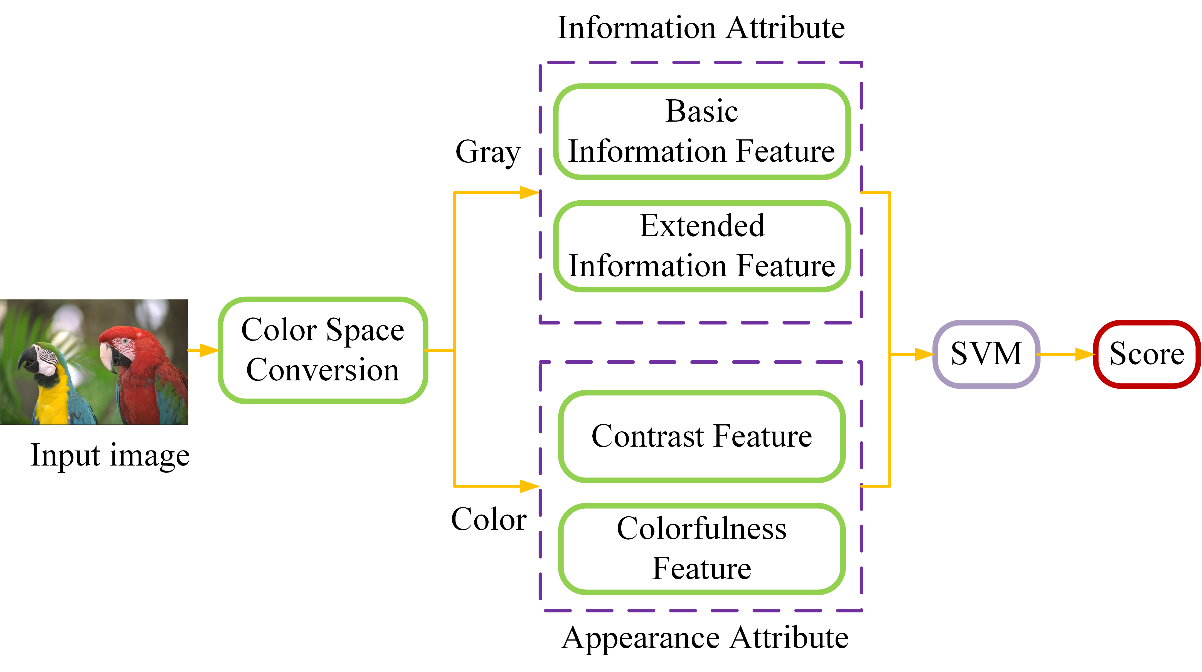 Information Attribute
Basic
Information Feature
Gray
Extended
Information Feature
Color Space
Conversion
Input image
SVM
Score
Contrast Feature
Color
Colorfulness
Feature
Appearance Attribute